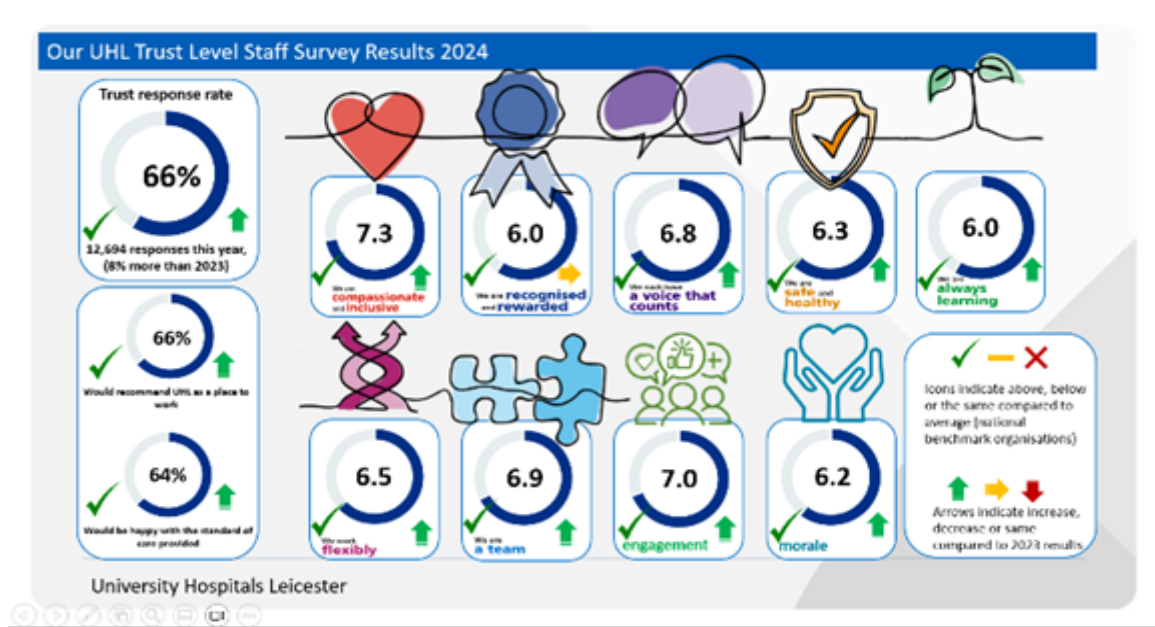 Our UHL Trust Level Staff Survey Results 2024
Trust response rate
66%
12,694 responses this year,
(8% more than 2023)
66%
Would recommend UHL as a place to
work
64%
Would be happy with the standard of
care provided
7.3
We are
compassionate
and inclusive
6.0
We are recognised
and rewarded
6.8
We each have
a voice that
counts
6.3
We are
safe and
healthy
6.0
We are
always
learning
6.5
We work
flexibly
6.9
We are
a team
7.0
engagement
6.2
morale
Icons indicate above, below
or the same compared to
average (national
benchmark organisations)
Arrows indicate increase,
decrease or same
compared to 2023 results
University Hospitals Leicester